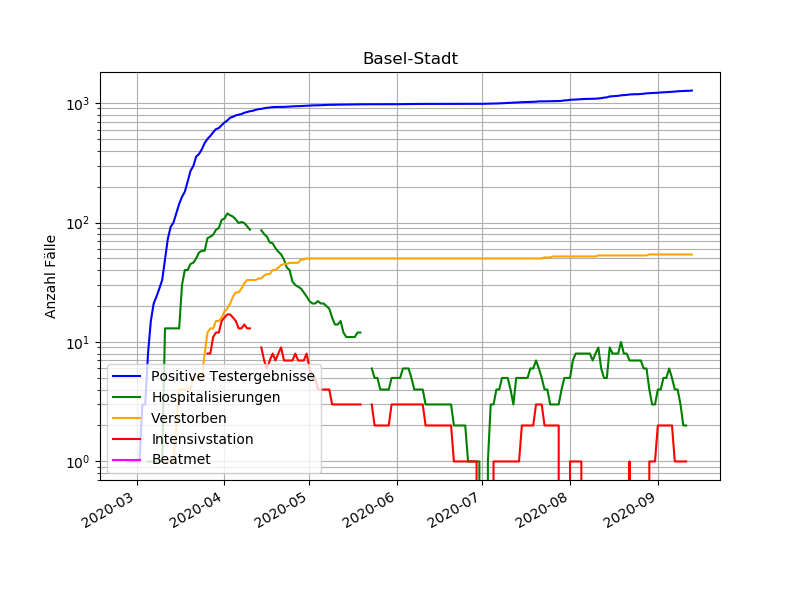 Basel-Stadt
Anzahl Fälle
10³
10²
10¹
10⁰
Positive Testergebnisse
Hospitalisierungen
Verstorben
Intensivstation
Beatmet
2020-03
2020-04
2020-05
2020-06
2020-07
2020-08
2020-09